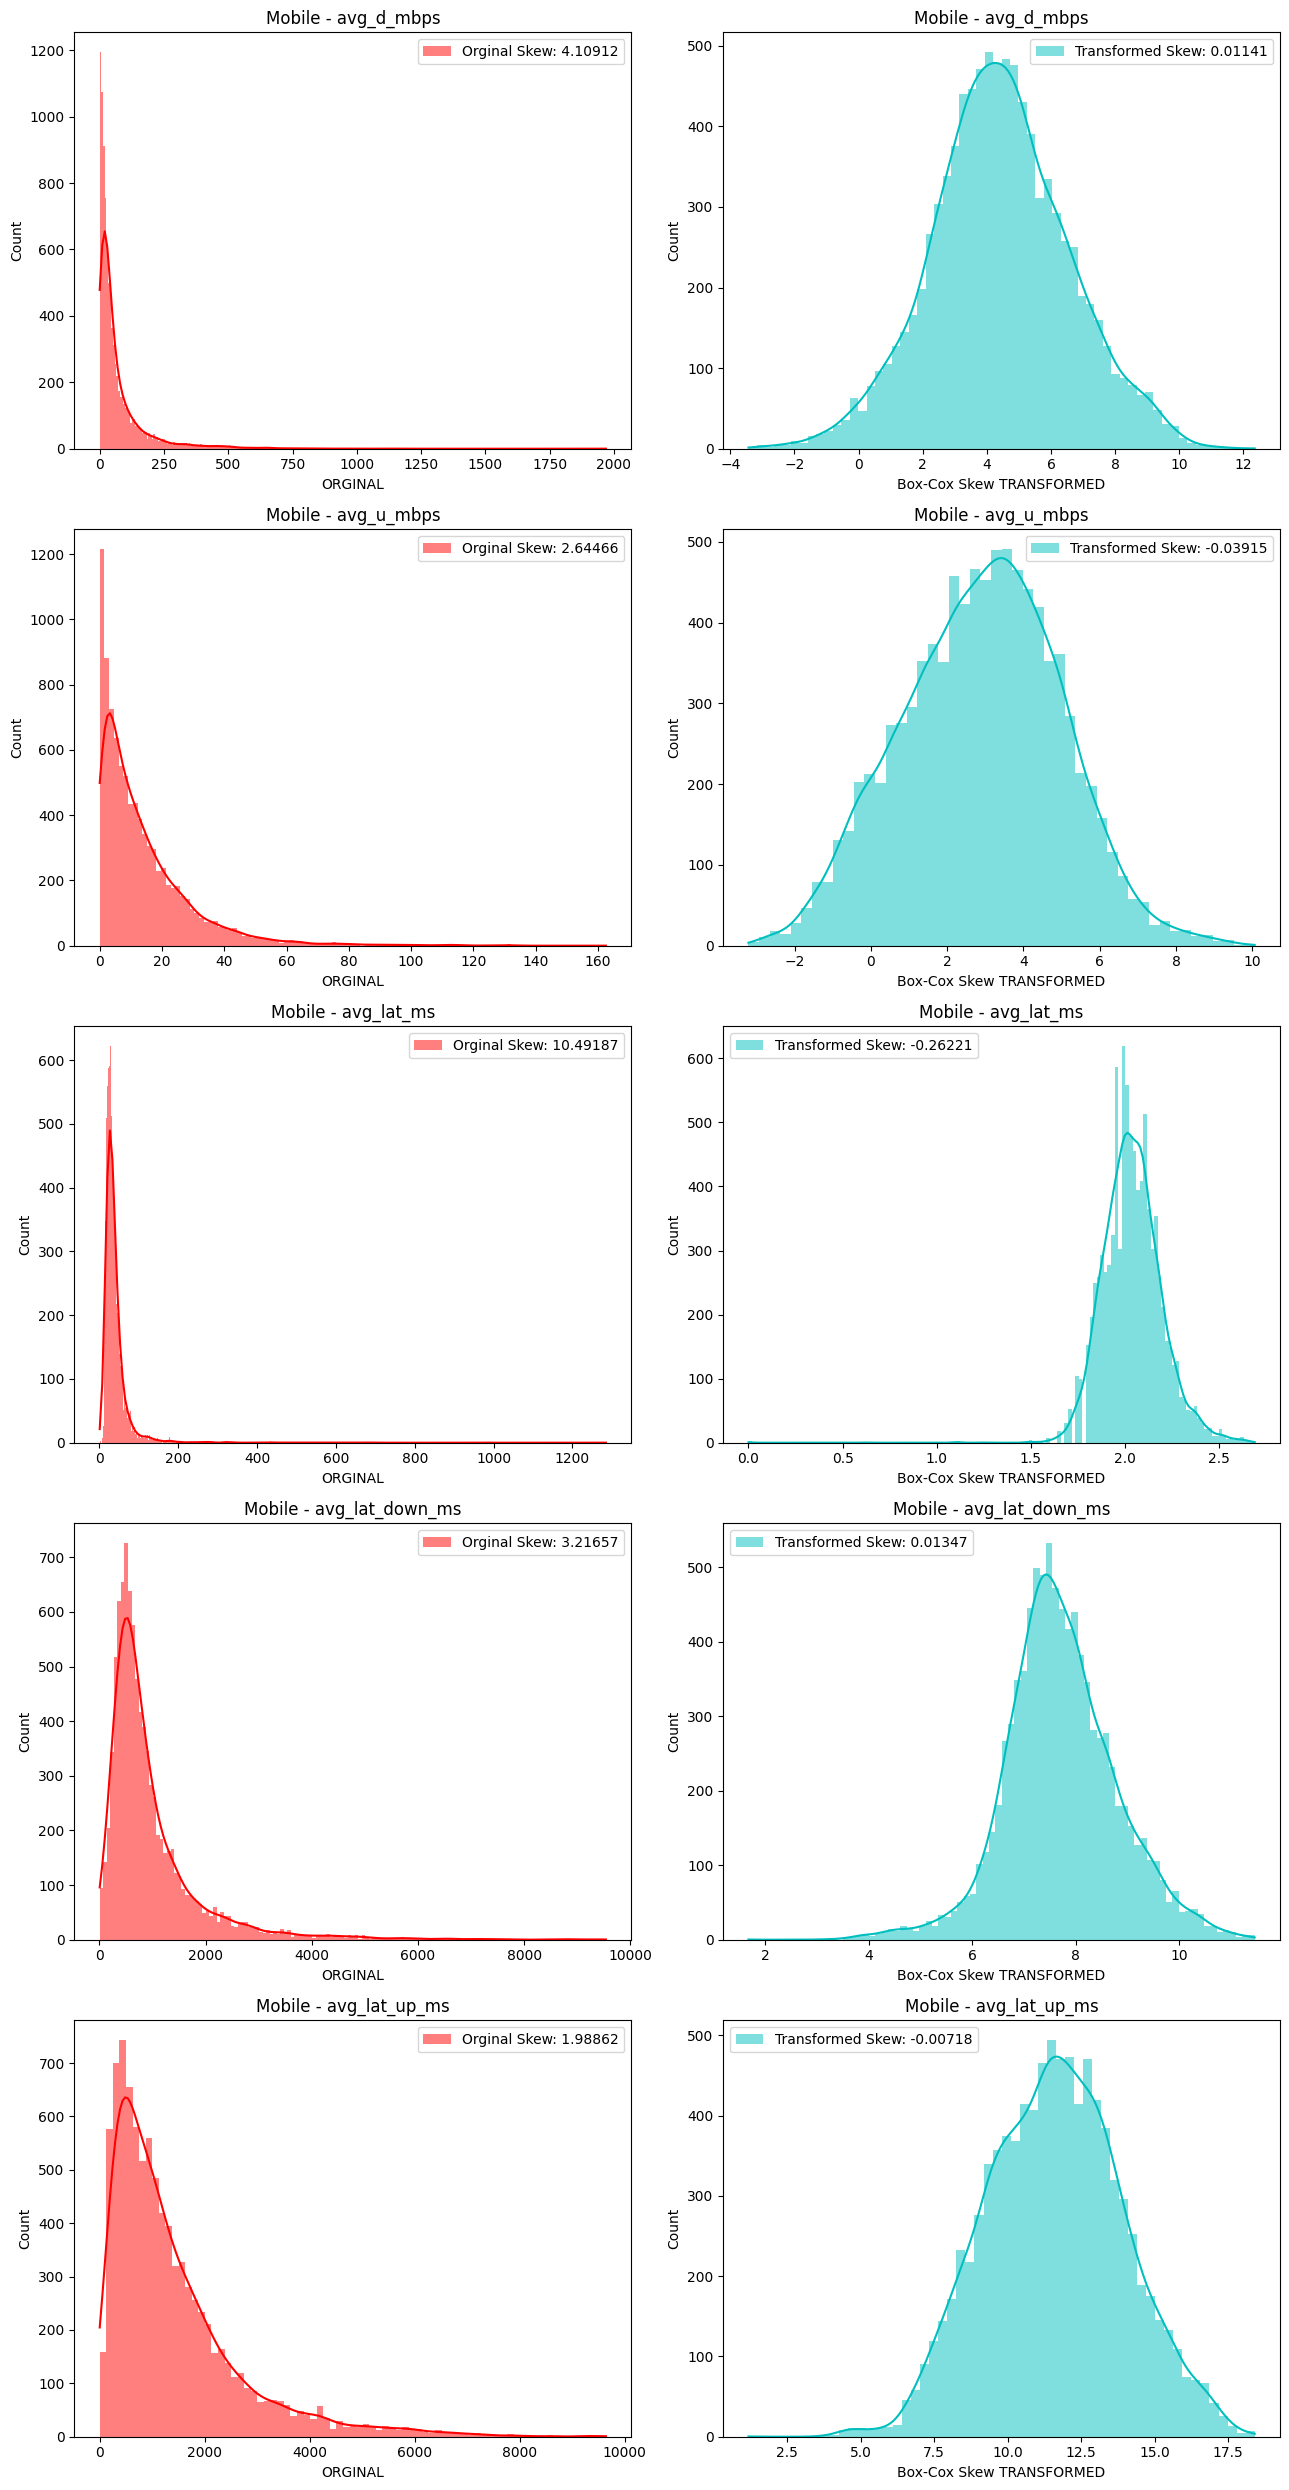 Mobile - avg_d_mbps
Orginal Skew: 4.10912
Count
1200
1000
800
600
400
200
0
0 250 500 750 1000 1250 1500 1750 2000
ORGINAL
Mobile - avg_d_mbps
Transformed Skew: 0.01141
Count
500
400
300
200
100
0
−4 −2 0 2 4 6 8 10 12
Box-Cox Skew TRANSFORMED
Mobile - avg_u_mbps
Orginal Skew: 2.64466
Count
1200
1000
800
600
400
200
0
0 20 40 60 80 100 120 140 160
ORGINAL
Mobile - avg_u_mbps
Transformed Skew: -0.03915
Count
500
400
300
200
100
0
−2 0 2 4 6 8 10
Box-Cox Skew TRANSFORMED
Mobile - avg_lat_ms
Orginal Skew: 10.49187
Count
600
500
400
300
200
100
0
0 200 400 600 800 1000 1200
ORGINAL
Mobile - avg_lat_ms
Transformed Skew: -0.26221
Count
600
500
400
300
200
100
0
0.0 0.5 1.0 1.5 2.0 2.5
Box-Cox Skew TRANSFORMED
Mobile - avg_lat_down_ms
Orginal Skew: 3.21657
Count
700
600
500
400
300
200
100
0
0 2000 4000 6000 8000 10000
ORGINAL
Mobile - avg_lat_down_ms
Transformed Skew: 0.01347
Count
500
400
300
200
100
0
2 4 6 8 10
Box-Cox Skew TRANSFORMED
Mobile - avg_lat_up_ms
Orginal Skew: 1.98862
Count
700
600
500
400
300
200
100
0
0 2000 4000 6000 8000 10000
ORGINAL
Mobile - avg_lat_up_ms
Transformed Skew: -0.00718
Count
500
400
300
200
100
0
2.5 5.0 7.5 10.0 12.5 15.0 17.5
Box-Cox Skew TRANSFORMED